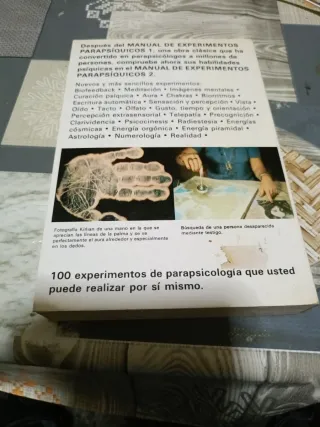 Después del MANUAL DE EXPERIMENTOS
PARAPSÍQUICOS 1, una obra clásica que ha
convertido en parapsicólogos a millones de
personas, compruebe ahora sus habilidades
psíquicas en el MANUAL DE EXPERIMENTOS
PARAPSÍQUICOS 2.
Nuevos y más sencillos experimentos:
Biofeedback • Meditación • Imágenes mentales •
Curación psíquica • Aura • Chakras • Biorritmos •
Escritura automática • Sensación y percepción • Vista •
Oído • Tacto • Olfato • Gusto, tiempo y orientación •
Percepción extrasensorial • Telepatía • Precognición •
Clarividencia • Psicocinesis • Radiestesia • Energías
cósmicas • Energía orgónica • Energía piramidal •
Astrología • Numerología • Realidad •
Fotografía Kirlian de una mano en la que se
aprecian las líneas de la palma y se ve
perfectamente el aura alrededor y especialmente
en los dedos.
Búsqueda de una persona desaparecida
mediante testigo.
100 experimentos de parapsicología que usted
puede realizar por sí mismo.